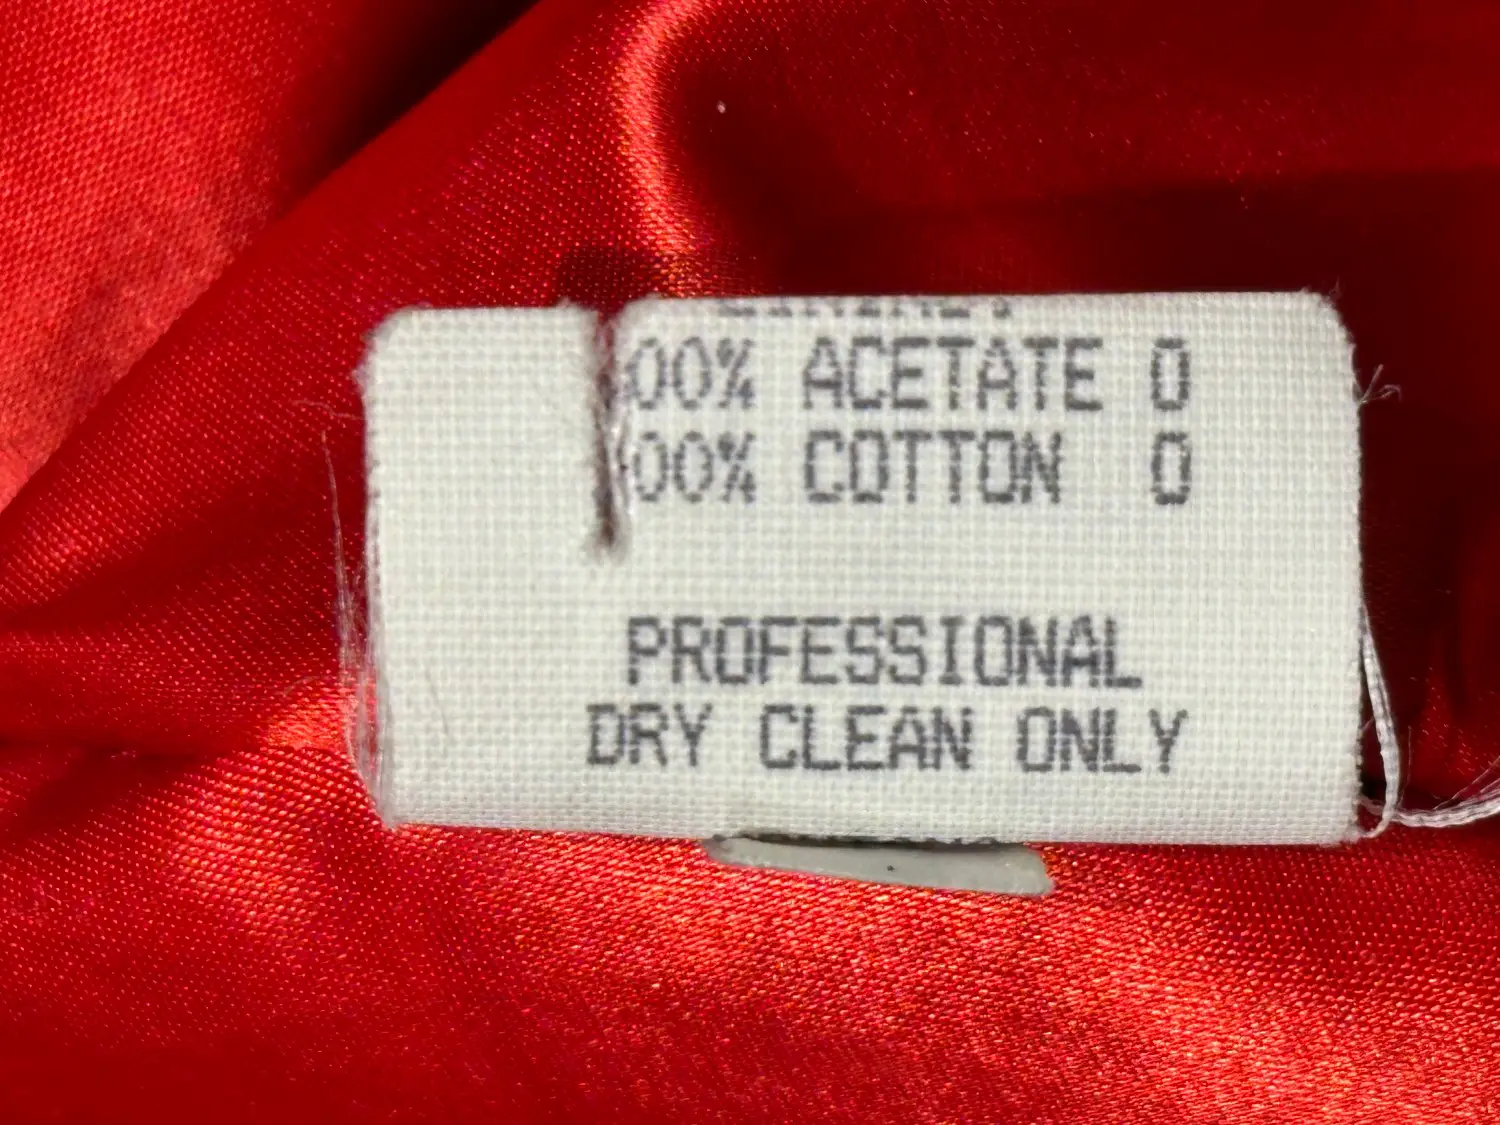 00% ACETATE 0
00% COTTON 0
PROFESSIONAL
DRY CLEAN ONLY